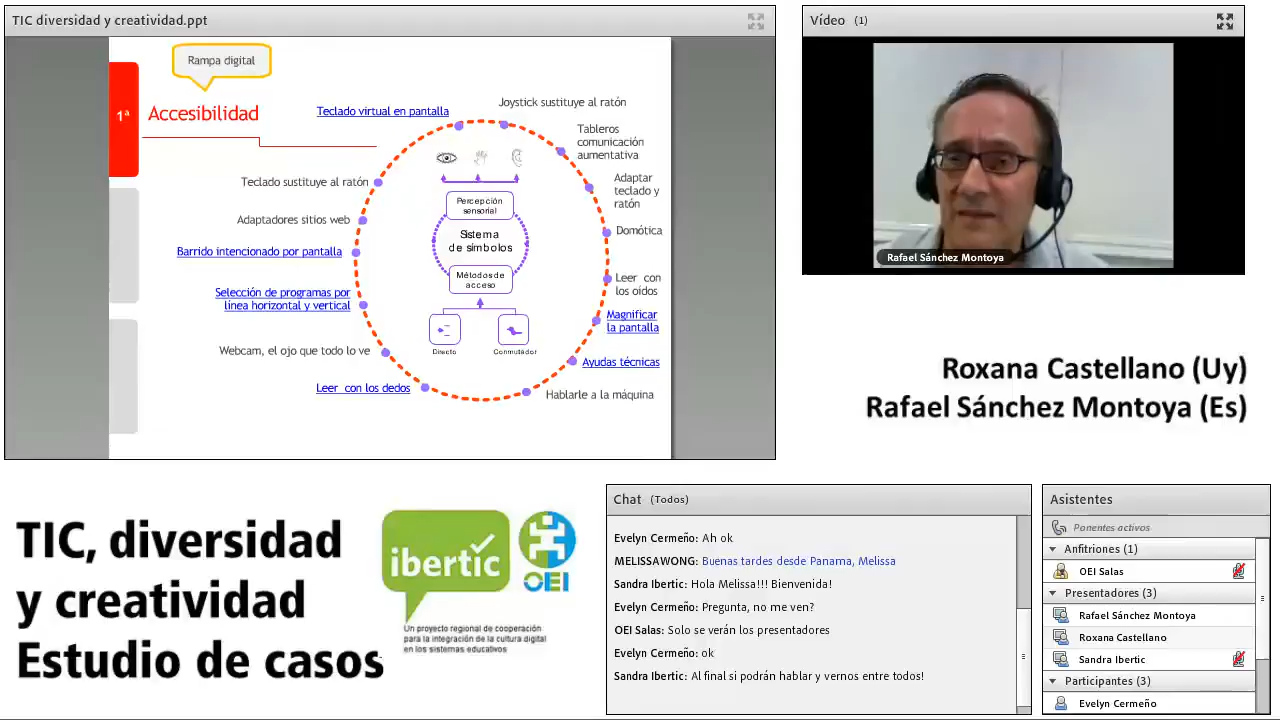 TIC diversidad y creatividad.ppt
Rampa digital
1ª
Accesibilidad
Teclado virtual en pantalla
Joystick sustituye al ratón
Tableros
comunicación
aumentativa
Teclado sustituye al ratón
Adaptar
teclado y
ratón
Adaptadores sitios web
Domótica
Barrido intencionado por pantalla
Leer con
los oídos
Selección de programas por
línea horizontal y vertical
Magnificar
la pantalla
Webcam, el ojo que todo lo ve
Ayudas técnicas
Leer con los dedos
Hablarle a la máquina
Percepción
sensorial
Sistema
de símbolos
Métodos de
acceso
Directo
Conmutador
Vídeo (1)
Rafael Sánchez Montoya
Roxana Castellano (Uy)
Rafael Sánchez Montoya (Es)
TIC, diversidad
y creatividad
Estudio de casos
ibertic
OEI
Un proyecto regional de cooperación
para la integración de la cultura digital
en los sistemas educativos
Chat (Todos)
Evelyn Cermeño: Ah ok
MELISSAWONG: Buenas tardes desde Panama, Melissa
Sandra Ibertic: Hola Melissa!!! Bienvenida!
Evelyn Cermeño: Pregunta, no me ven?
OEI Salas: Solo se verán los presentadores
Evelyn Cermeño: ok
Sandra Ibertic: Al final si podrán hablar y vernos entre todos!
Asistentes
Ponentes activos
Anfitriones (1)
OEI Salas
Presentadores (3)
Rafael Sánchez Montoya
Roxana Castellano
Sandra Ibertic
Participantes (3)
Evelyn Cermeño